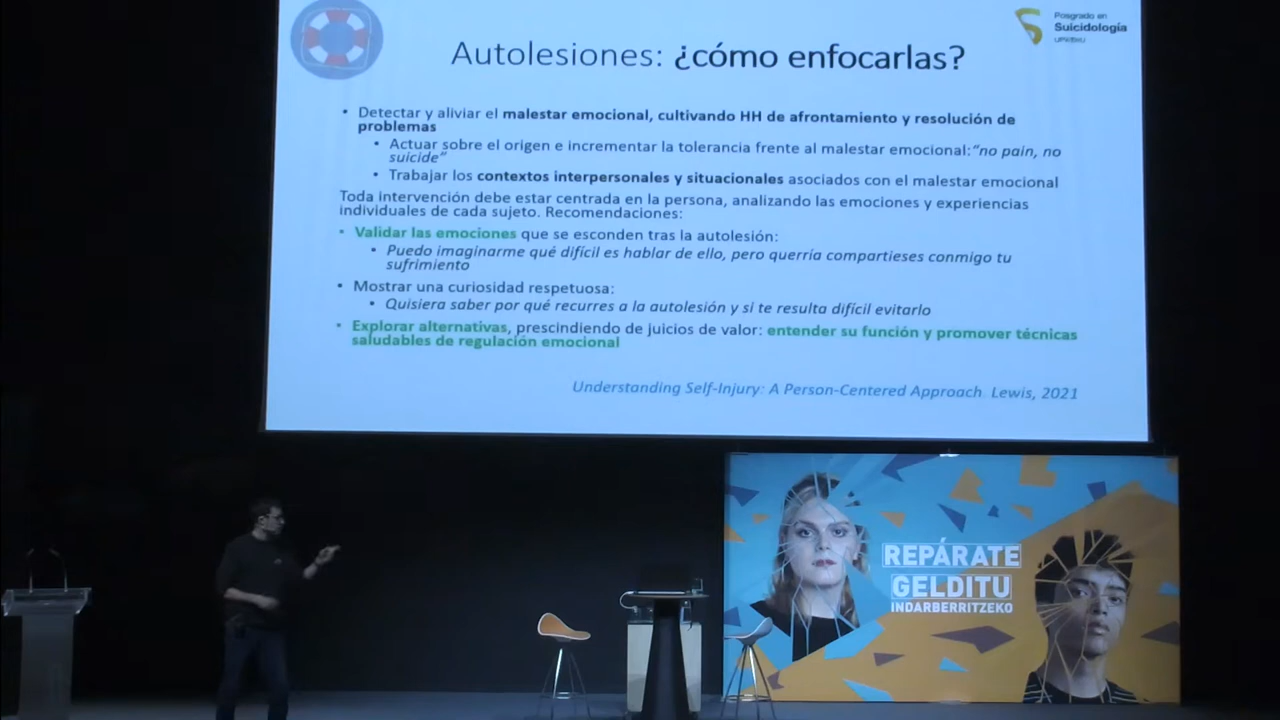 Posgrado en
Suicidología
UPV/EHU
Autolesiones: ¿cómo enfocarlas?
• Detectar y aliviar el malestar emocional, cultivando HH de afrontamiento y resolución de
problemas
• Actuar sobre el origen e incrementar la tolerancia frente al malestar emocional:“no pain, no
suicide”
• Trabajar los contextos interpersonales y situacionales asociados con el malestar emocional
Toda intervención debe estar centrada en la persona, analizando las emociones y experiencias
individuales de cada sujeto. Recomendaciones:
• Validar las emociones que se esconden tras la autolesión:
• Puedo imaginarme qué difícil es hablar de ello, pero querría compartieses conmigo tu
sufrimiento
• Mostrar una curiosidad respetuosa:
• Quisiera saber por qué recurres a la autolesión y si te resulta difícil evitarlo
• Explorar alternativas, prescindiendo de juicios de valor: entender su función y promover técnicas
saludables de regulación emocional
Understanding Self-Injury: A Person-Centered Approach. Lewis, 2021
REPÁRATE
GELDITU
INDARBERRITZEKO